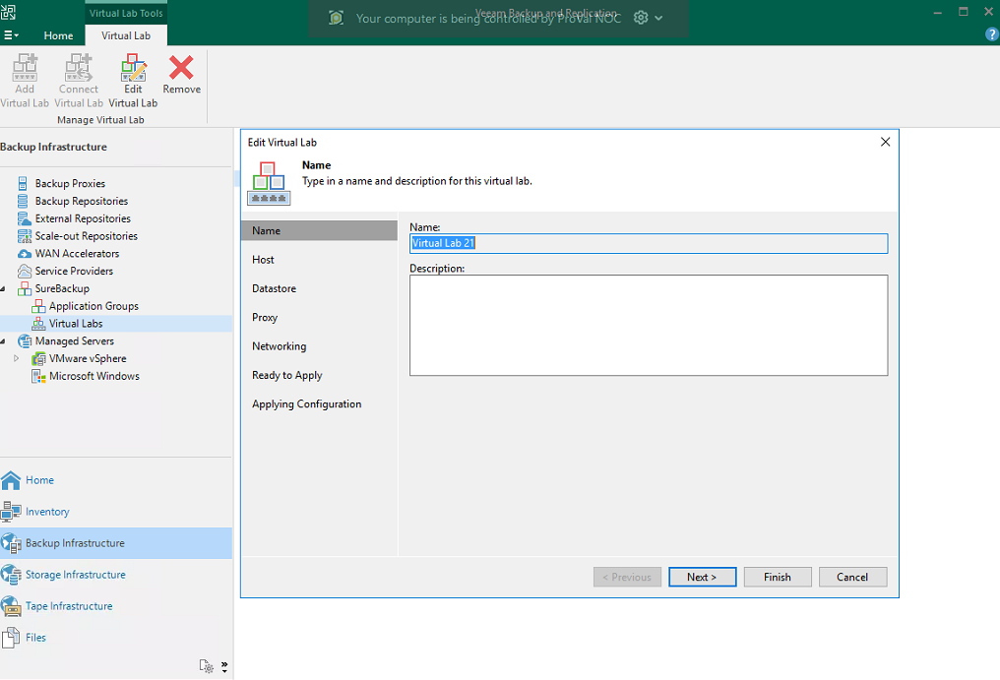 Virtual Lab Tools
Your computer is being controlled by ProVal NOC
Veeam Backup and Replication
Home
Virtual Lab
Add
Virtual Lab
Connect
Virtual Lab
Edit
Virtual Lab
Remove
Manage Virtual Lab
Backup Infrastructure
Backup Proxies
Backup Repositories
External Repositories
Scale-out Repositories
WAN Accelerators
Service Providers
SureBackup
Application Groups
Virtual Labs
Managed Servers
VMware vSphere
Microsoft Windows
Home
Inventory
Backup Infrastructure
Storage Infrastructure
Tape Infrastructure
Files
Edit Virtual Lab
Name
Type in a name and description for this virtual lab.
Name
Host
Datastore
Proxy
Networking
Ready to Apply
Applying Configuration
Name:
Virtual Lab 21
Description:
< Previous
Next >
Finish
Cancel